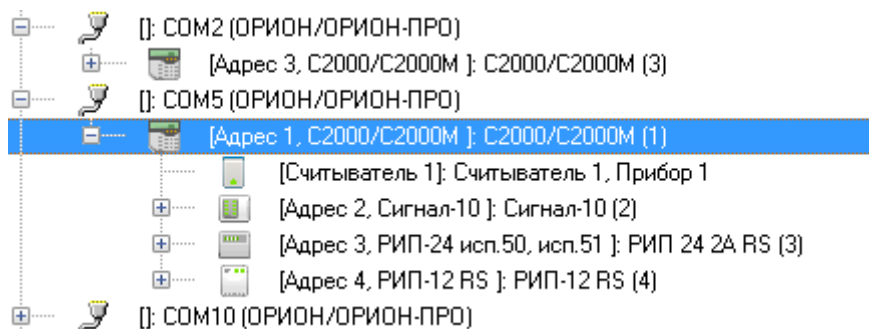 []: COM2 (ОРИОН/ОРИОН-ПРО)
[Адрес 3, С2000/С2000М ]: С2000/С2000М (3)
[]: COM5 (ОРИОН/ОРИОН-ПРО)
[Адрес 1, С2000/С2000М ]: С2000/С2000М (1)
[Считыватель 1]: Считыватель 1, Прибор 1
[Адрес 2, Сигнал-10 ]: Сигнал-10 (2)
[Адрес 3, РИП-24 исп.50, исп.51 ]: РИП 24 2А RS (3)
[Адрес 4, РИП-12 RS ]: РИП-12 RS (4)
[]: COM10 (ОРИОН/ОРИОН-ПРО)